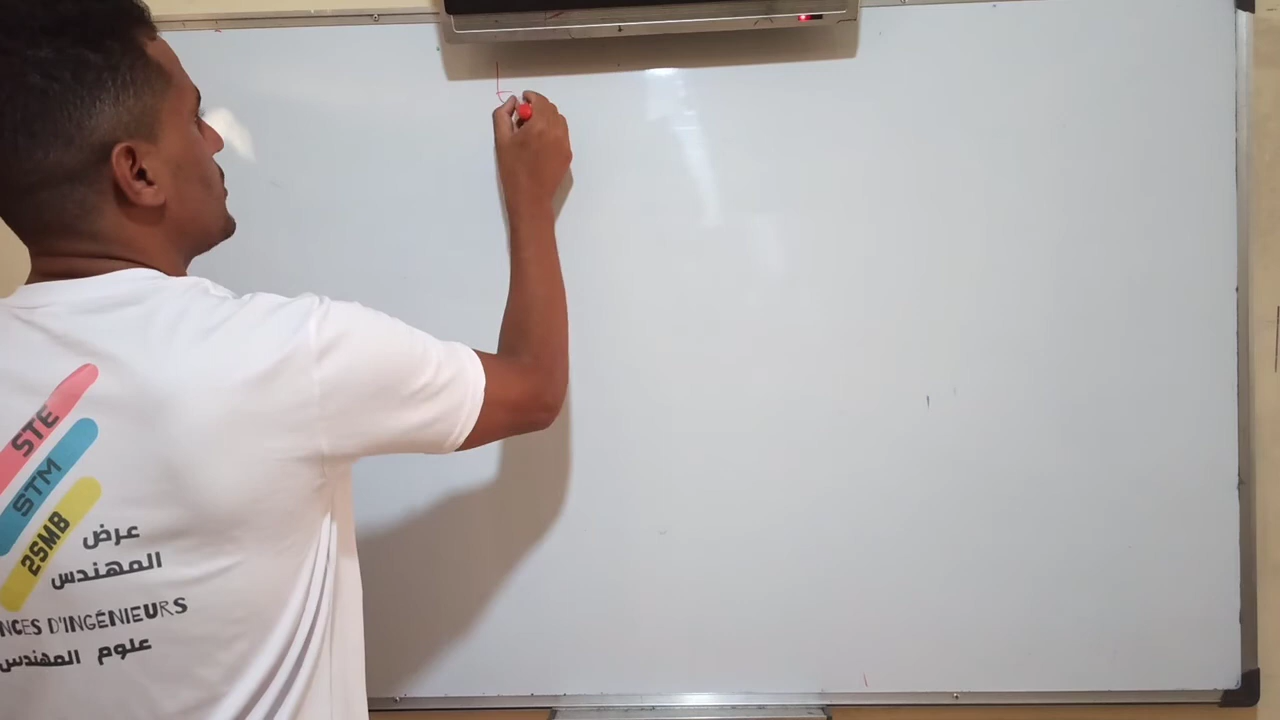 STE
STM
2SMB
عرض
المهندس
NCES D'INGÉNIEURS
علوم المهندس